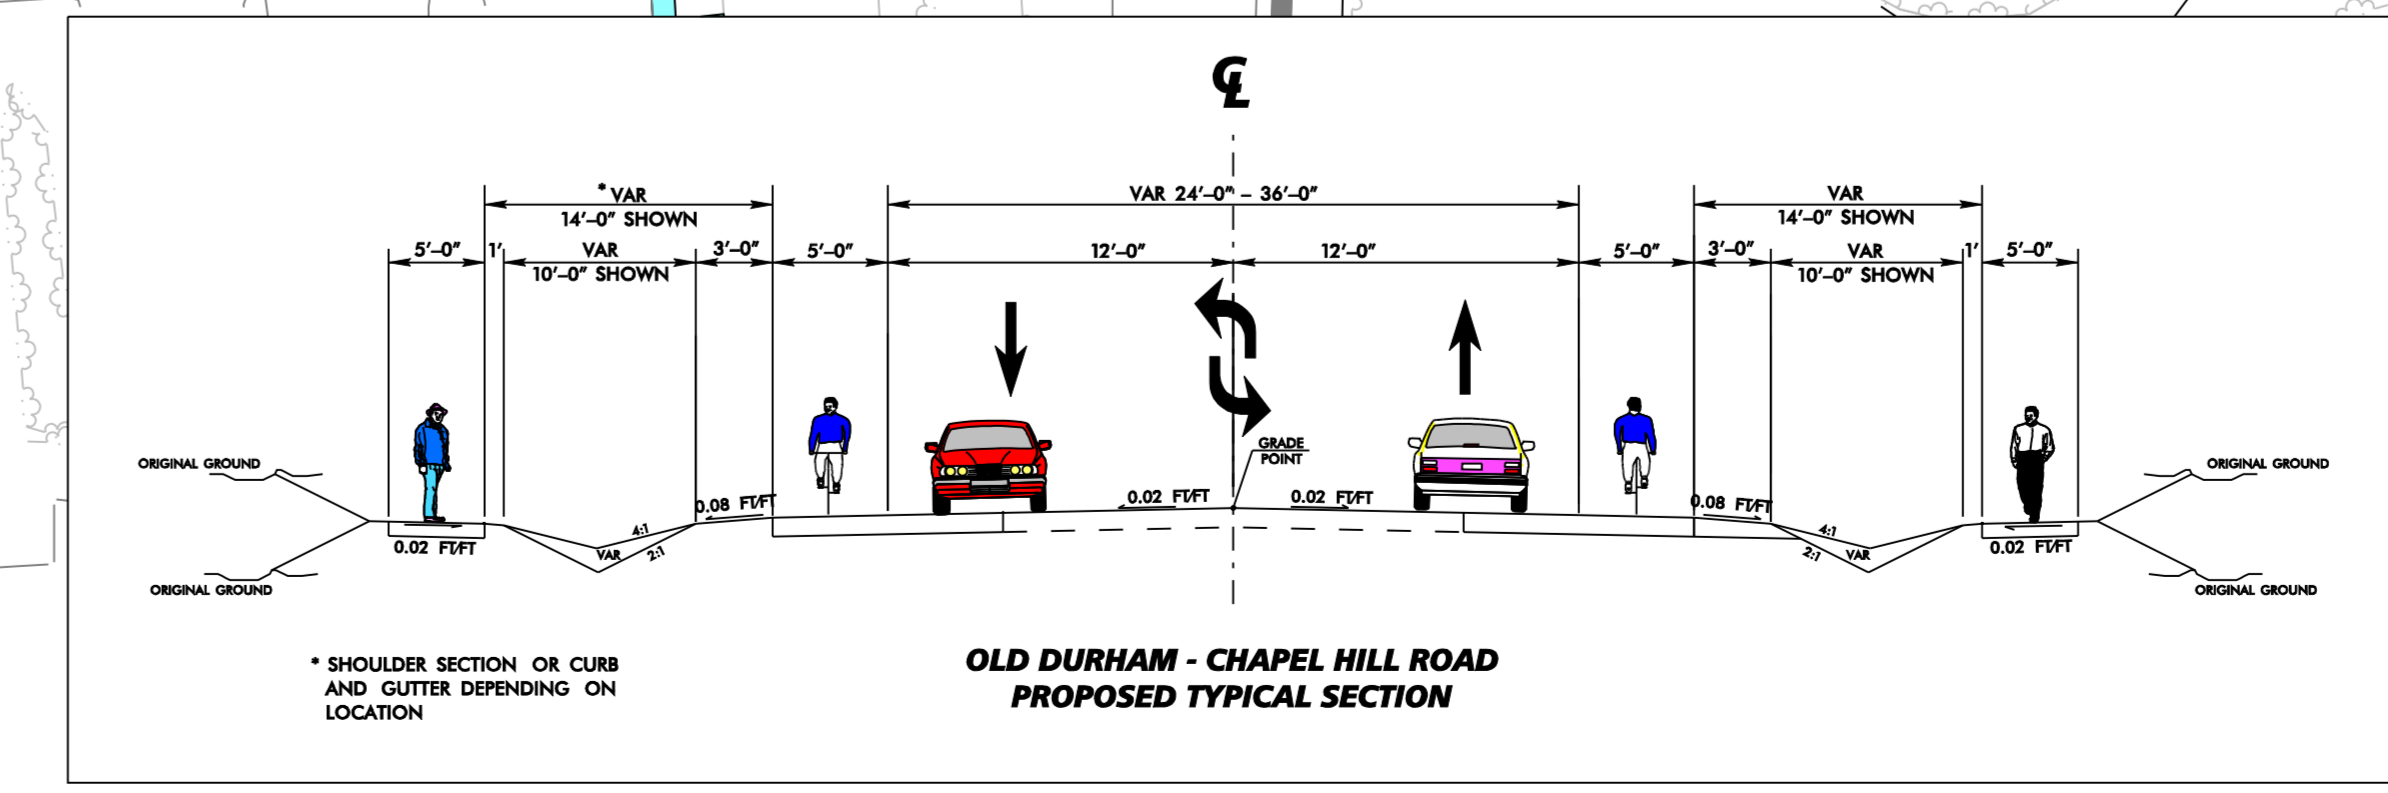 ℄
* VAR
14'–0" SHOWN
VAR 24'–0" – 36'–0"
VAR
14'–0" SHOWN
5'–0"
1'
VAR
10'–0" SHOWN
3'–0"
5'–0"
12'–0"
12'–0"
5'–0"
3'–0"
VAR
10'–0" SHOWN
1'
5'–0"
GRADE
POINT
ORIGINAL GROUND
ORIGINAL GROUND
0.08 FT/FT
0.02 FT/FT
0.02 FT/FT
0.08 FT/FT
4:1
VAR
2:1
4:1
VAR
2:1
0.02 FT/FT
0.02 FT/FT
ORIGINAL GROUND
ORIGINAL GROUND
* SHOULDER SECTION OR CURB
AND GUTTER DEPENDING ON
LOCATION
OLD DURHAM - CHAPEL HILL ROAD
PROPOSED TYPICAL SECTION